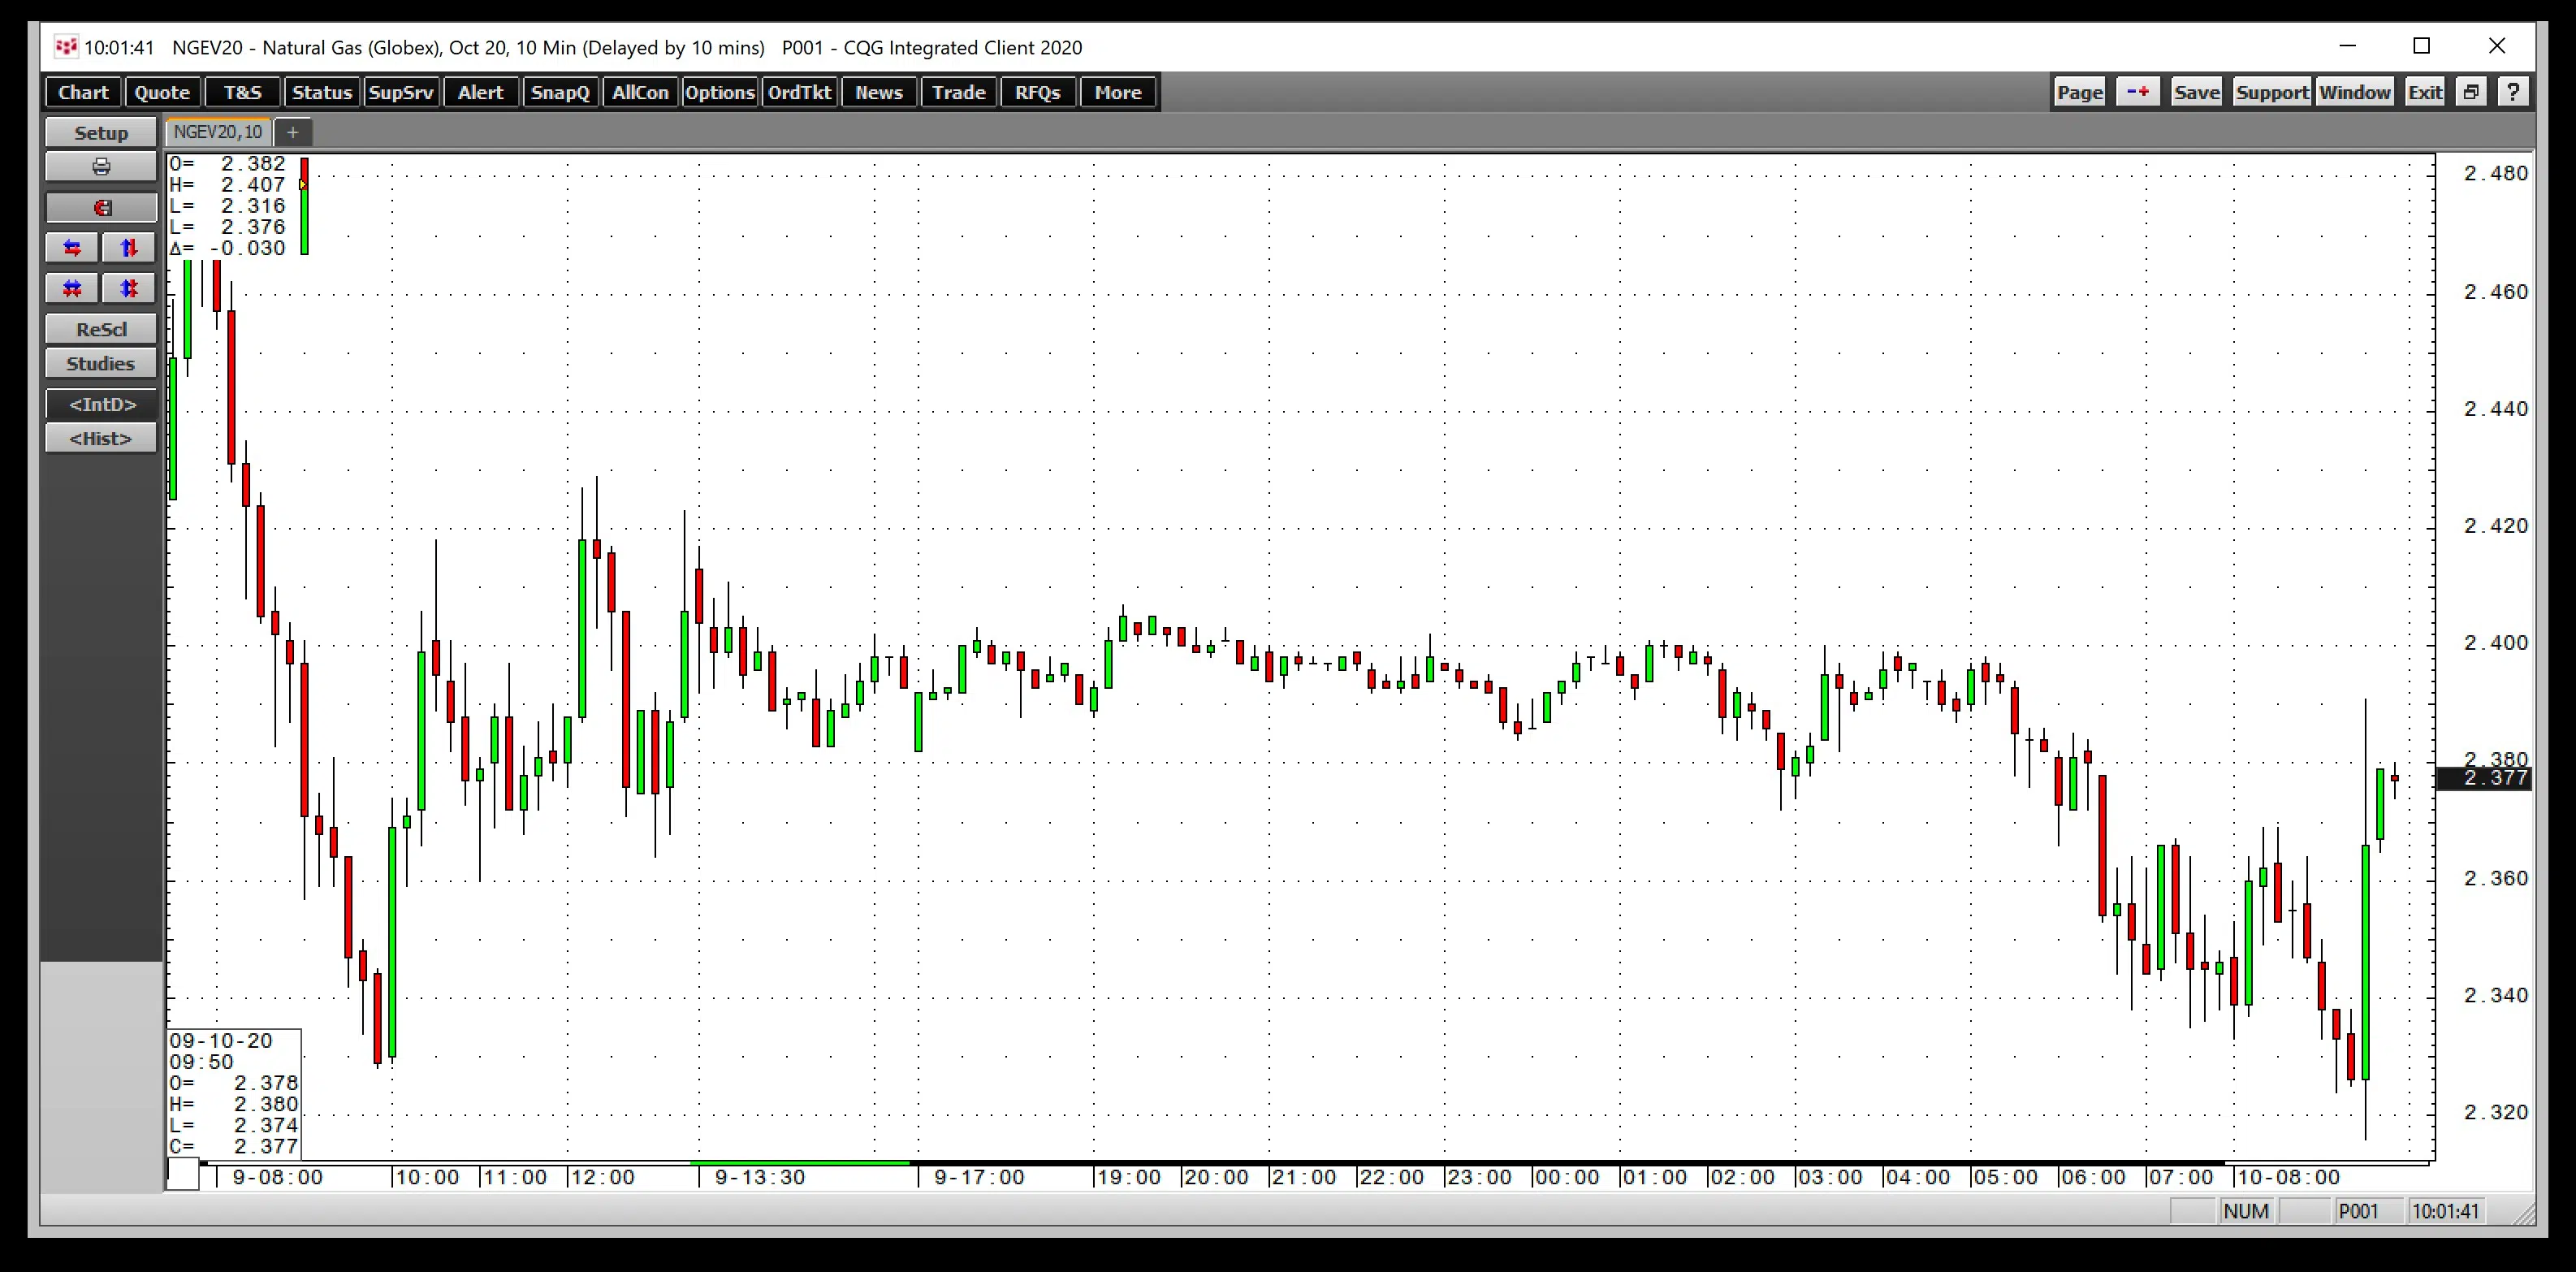 10:01:41 NGEV20 - Natural Gas (Globex), Oct 20, 10 Min (Delayed by 10 mins) P001 - CQG Integrated Client 2020
Chart Quote T&S Status SupSrv Alert SnapQ AllCon Options OrdTkt News Trade RFQs More Page -+ Save Support Window Exit ?
Setup
NGEV20,10 +
ReScl
Studies
<IntD>
<Hist>
O= 2.382
H= 2.407
L= 2.316
L= 2.376
Δ= -0.030
2.480
2.460
2.440
2.420
2.400
2.380
2.377
2.360
2.340
2.320
09-10-20
09:50
O= 2.378
H= 2.380
L= 2.374
C= 2.377
9-08:00 10:00 11:00 12:00 9-13:30 9-17:00 19:00 20:00 21:00 22:00 23:00 00:00 01:00 02:00 03:00 04:00 05:00 06:00 07:00 10-08:00
NUM P001 10:01:41